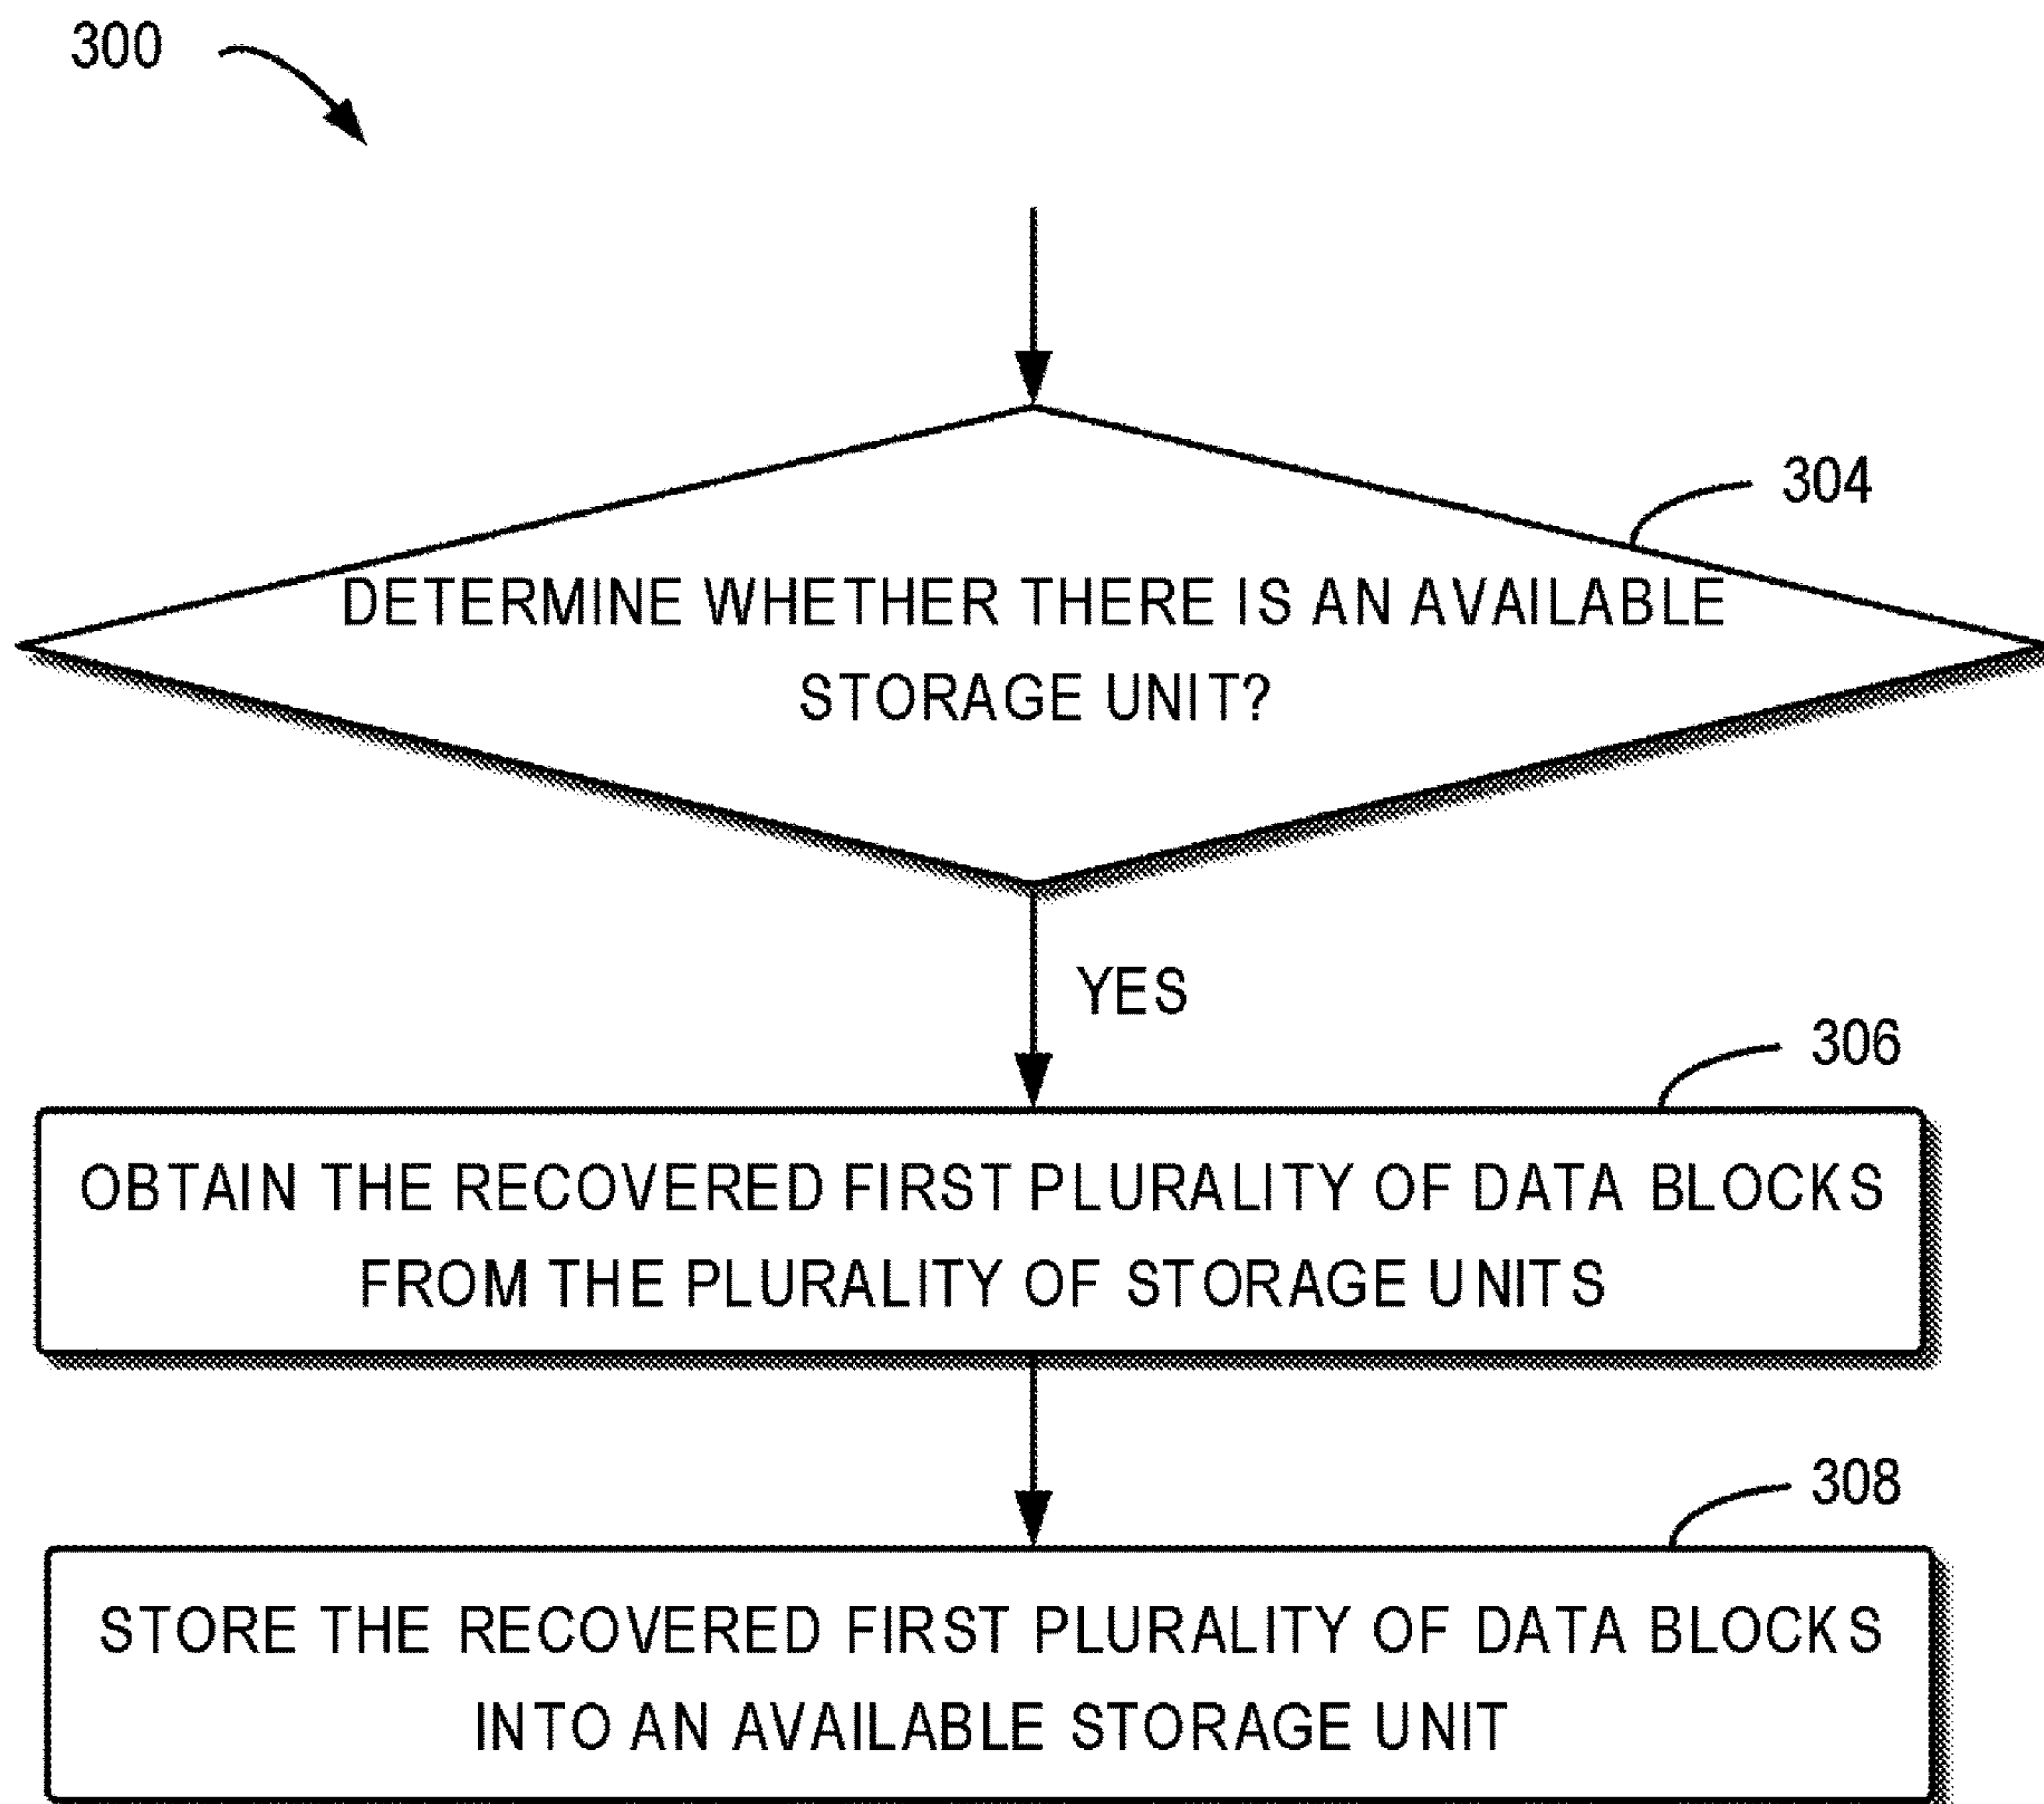 300
304
DETERMINE WHETHER THERE IS AN AVAILABLE
STORAGE UNIT?
YES
306
OBTAIN THE RECOVERED FIRST PLURALITY OF DATA BLOCKS
FROM THE PLURALITY OF STORAGE UNITS
308
STORE THE RECOVERED FIRST PLURALITY OF DATA BLOCKS
INTO AN AVAILABLE STORAGE UNIT